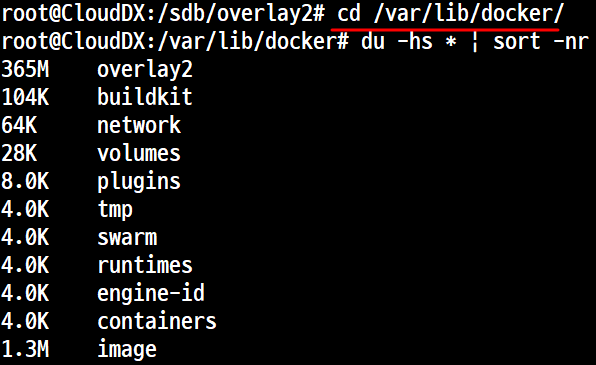 root@CloudDX:/sdb/overlay2# cd /var/lib/docker/
root@CloudDX:/var/lib/docker# du -hs * | sort -nr
365M    overlay2
104K    buildkit
64K     network
28K     volumes
8.0K    plugins
4.0K    tmp
4.0K    swarm
4.0K    runtimes
4.0K    engine-id
4.0K    containers
1.3M    image